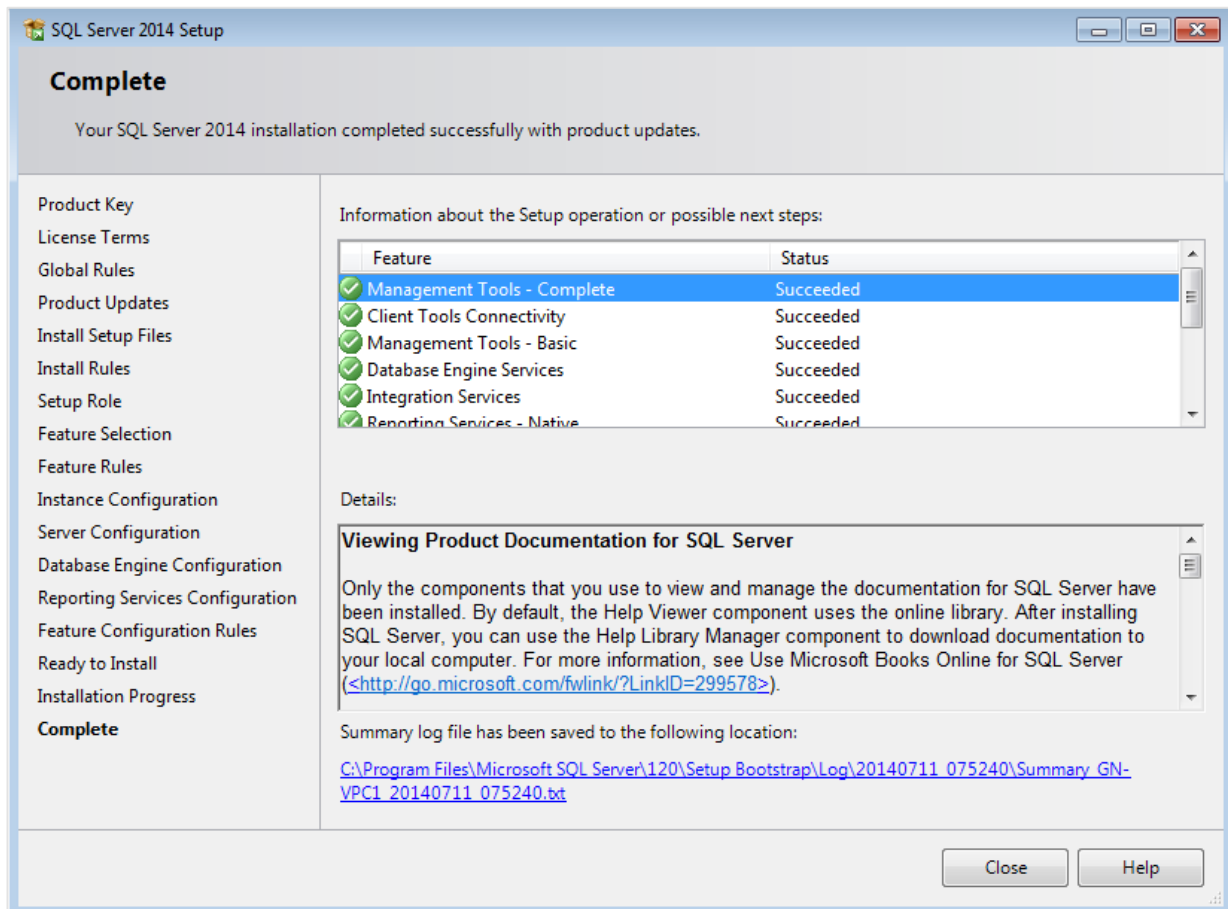 SQL Server 2014 Setup
Complete
Your SQL Server 2014 installation completed successfully with product updates.
Product Key
License Terms
Global Rules
Product Updates
Install Setup Files
Install Rules
Setup Role
Feature Selection
Feature Rules
Instance Configuration
Server Configuration
Database Engine Configuration
Reporting Services Configuration
Feature Configuration Rules
Ready to Install
Installation Progress
Complete
Information about the Setup operation or possible next steps:
Feature Status
Management Tools - Complete Succeeded
Client Tools Connectivity Succeeded
Management Tools - Basic Succeeded
Database Engine Services Succeeded
Integration Services Succeeded
Reporting Services - Native Succeeded
Details:
Viewing Product Documentation for SQL Server
Only the components that you use to view and manage the documentation for SQL Server have
been installed. By default, the Help Viewer component uses the online library. After installing
SQL Server, you can use the Help Library Manager component to download documentation to
your local computer. For more information, see Use Microsoft Books Online for SQL Server
(<http://go.microsoft.com/fwlink/?LinkID=299578>).
Summary log file has been saved to the following location:
C:\Program Files\Microsoft SQL Server\120\Setup Bootstrap\Log\20140711_075240\Summary_GN-
VPC1_20140711_075240.txt
Close Help